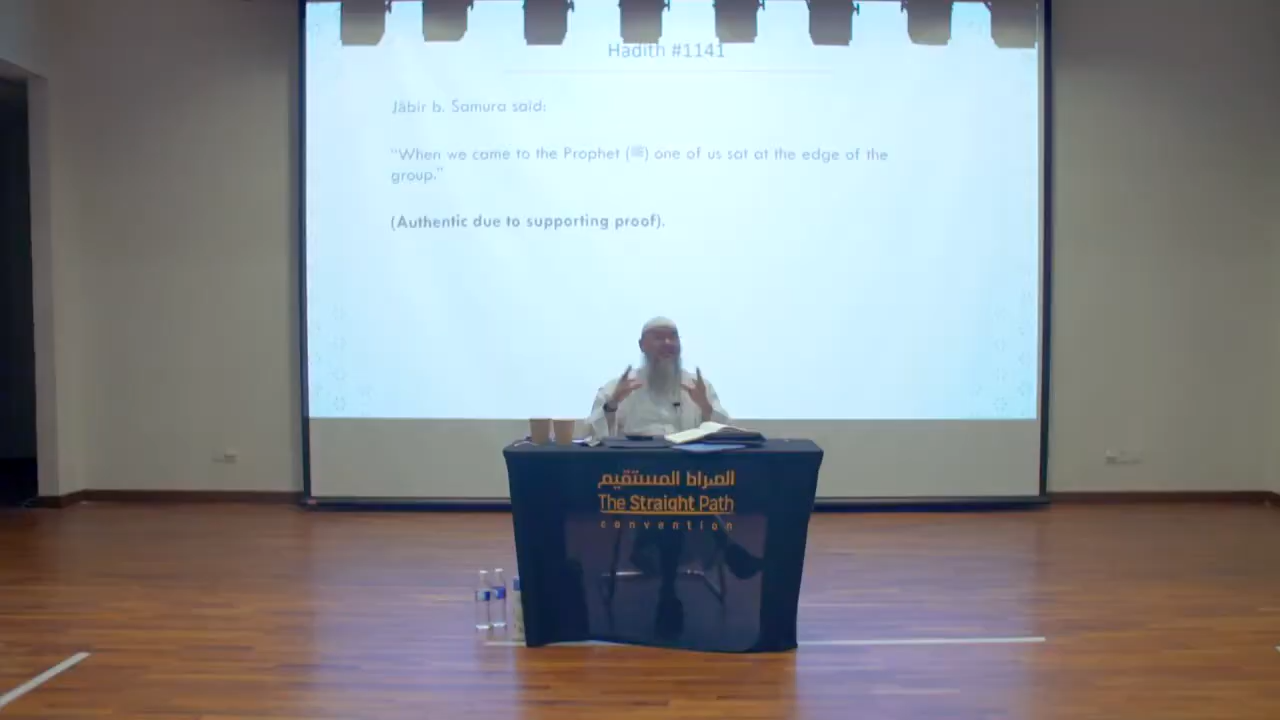 Hadith #1141
Jābir b. Samura said:
"When we came to the Prophet (ﷺ) one of us sat at the edge of the
group."
(Authentic due to supporting proof).
الصراط المستقيم
The Straight Path
convention